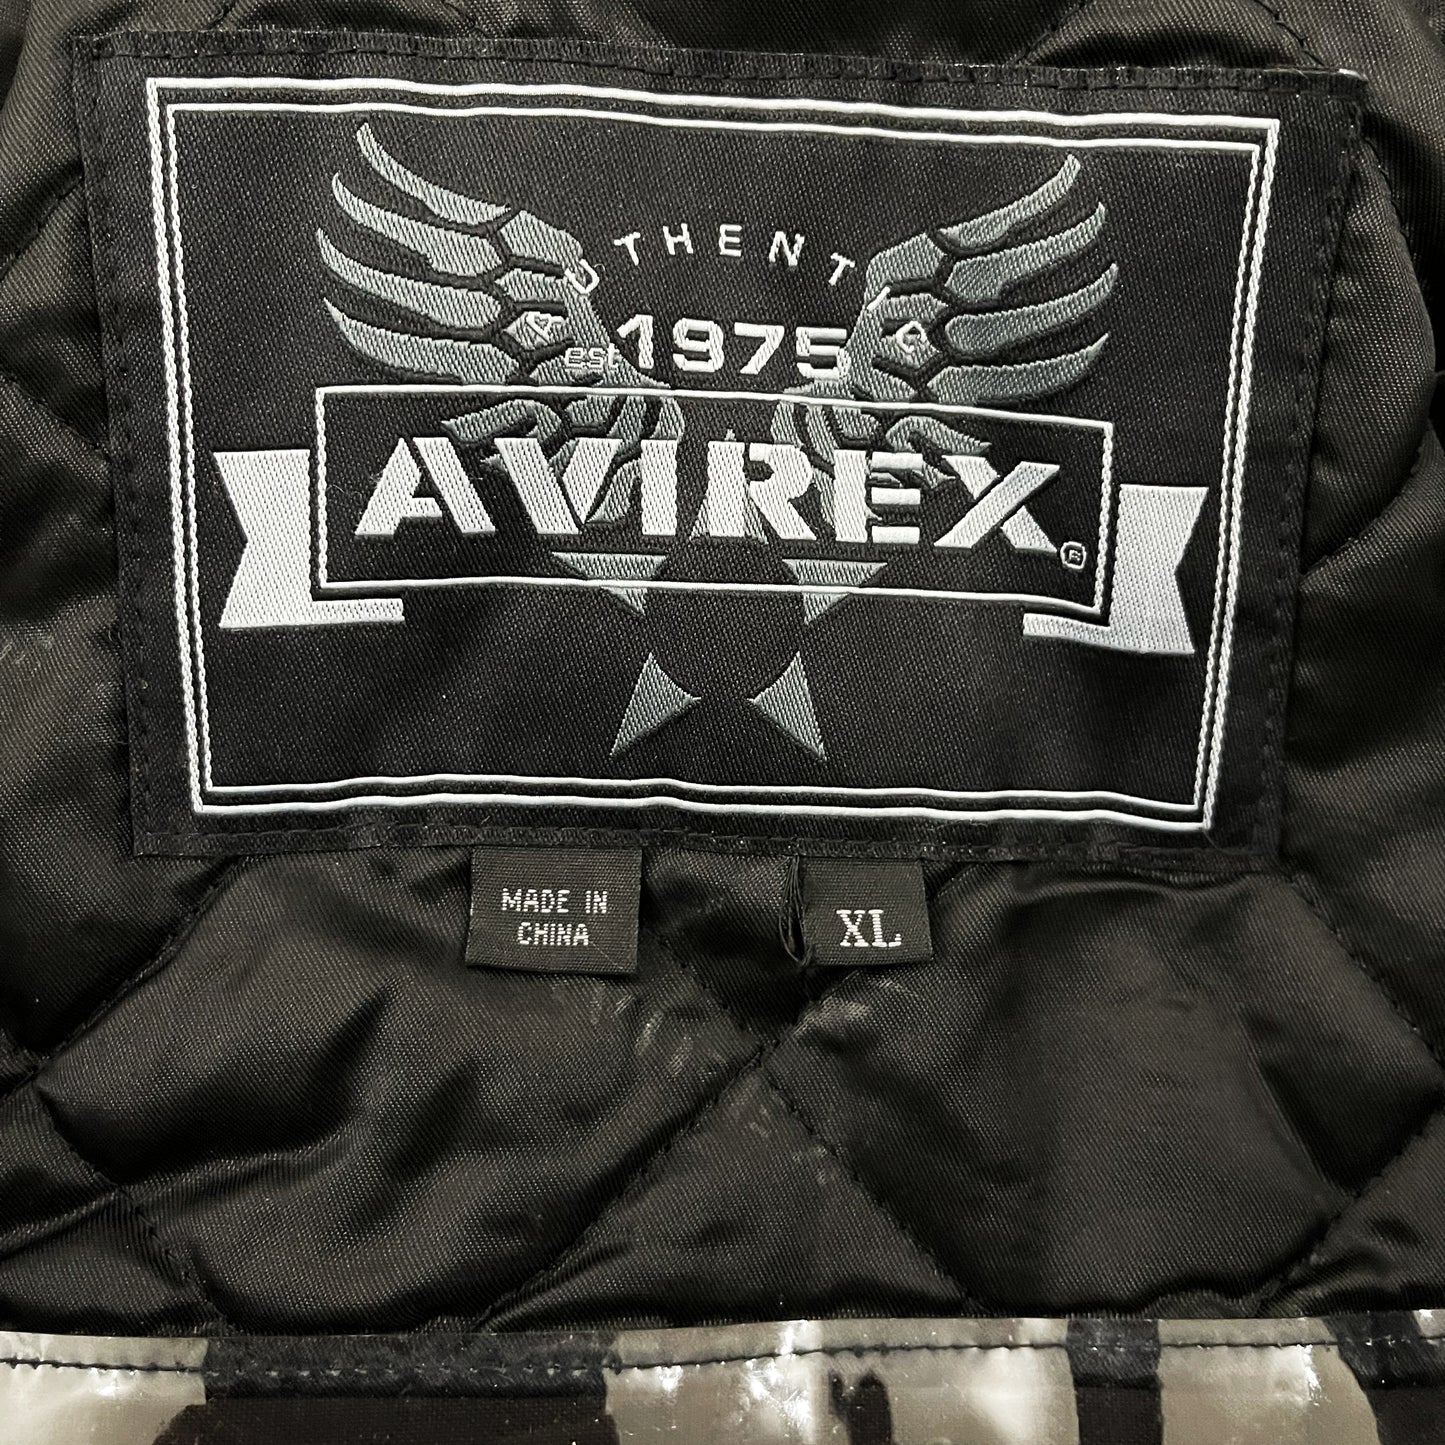 AUTHENTIC
est 1975
AVIREX®
MADE IN
CHINA
XL